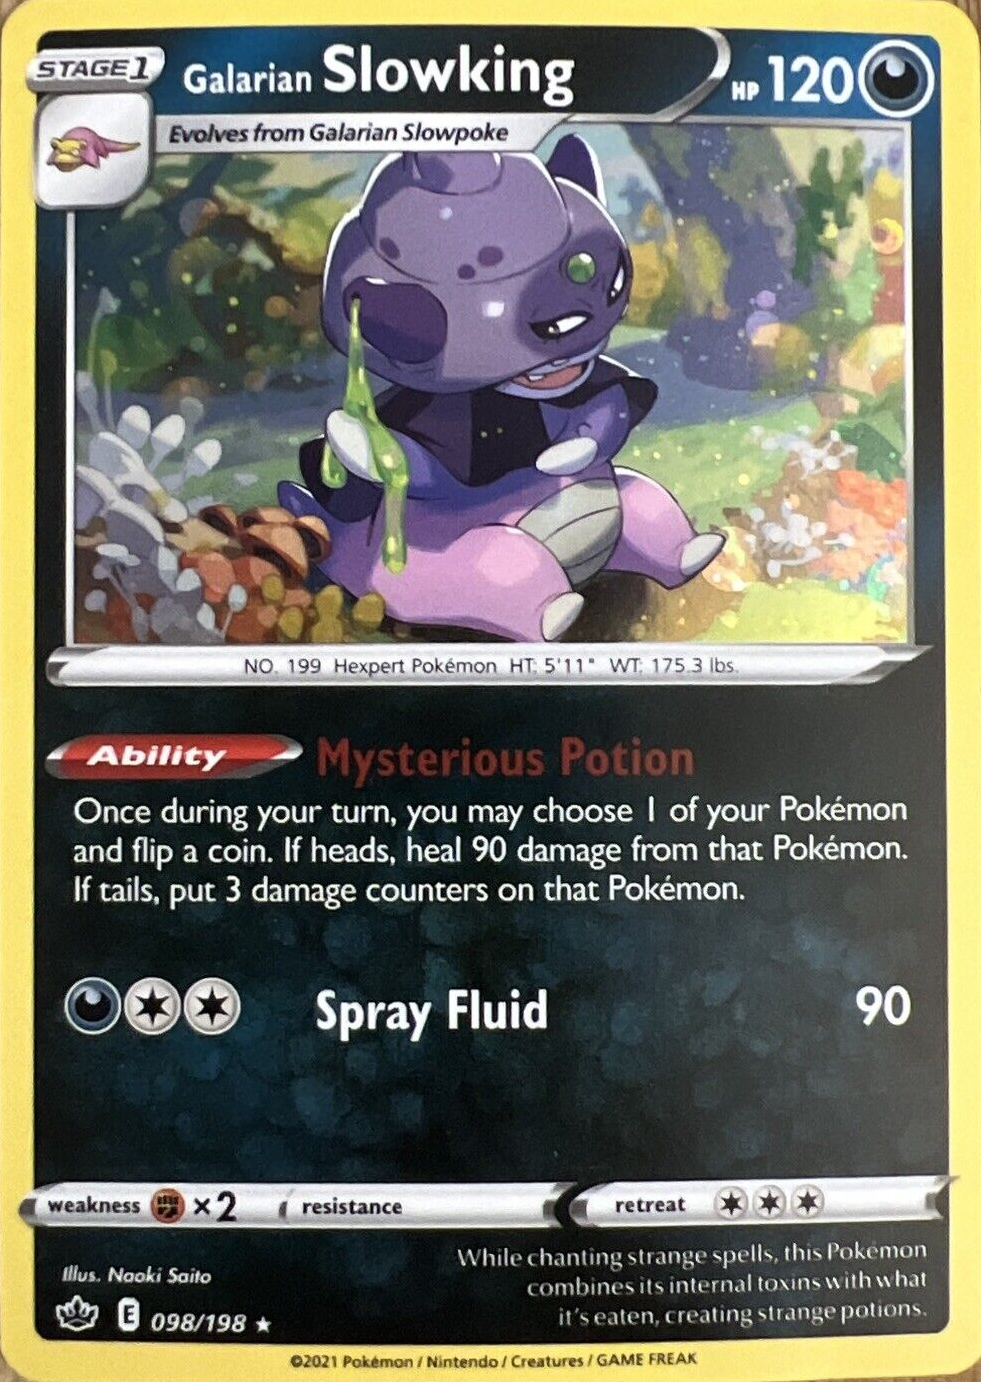 STAGE 1
Galarian Slowking
HP 120
Evolves from Galarian Slowpoke
NO. 199 Hexpert Pokémon HT: 5'11" WT: 175.3 lbs.
Ability Mysterious Potion
Once during your turn, you may choose 1 of your Pokémon
and flip a coin. If heads, heal 90 damage from that Pokémon.
If tails, put 3 damage counters on that Pokémon.
Spray Fluid 90
weakness ×2 resistance retreat
While chanting strange spells, this Pokémon
combines its internal toxins with what
it's eaten, creating strange potions.
Illus. Naoki Saito
E 098/198 ★
©2021 Pokémon / Nintendo / Creatures / GAME FREAK